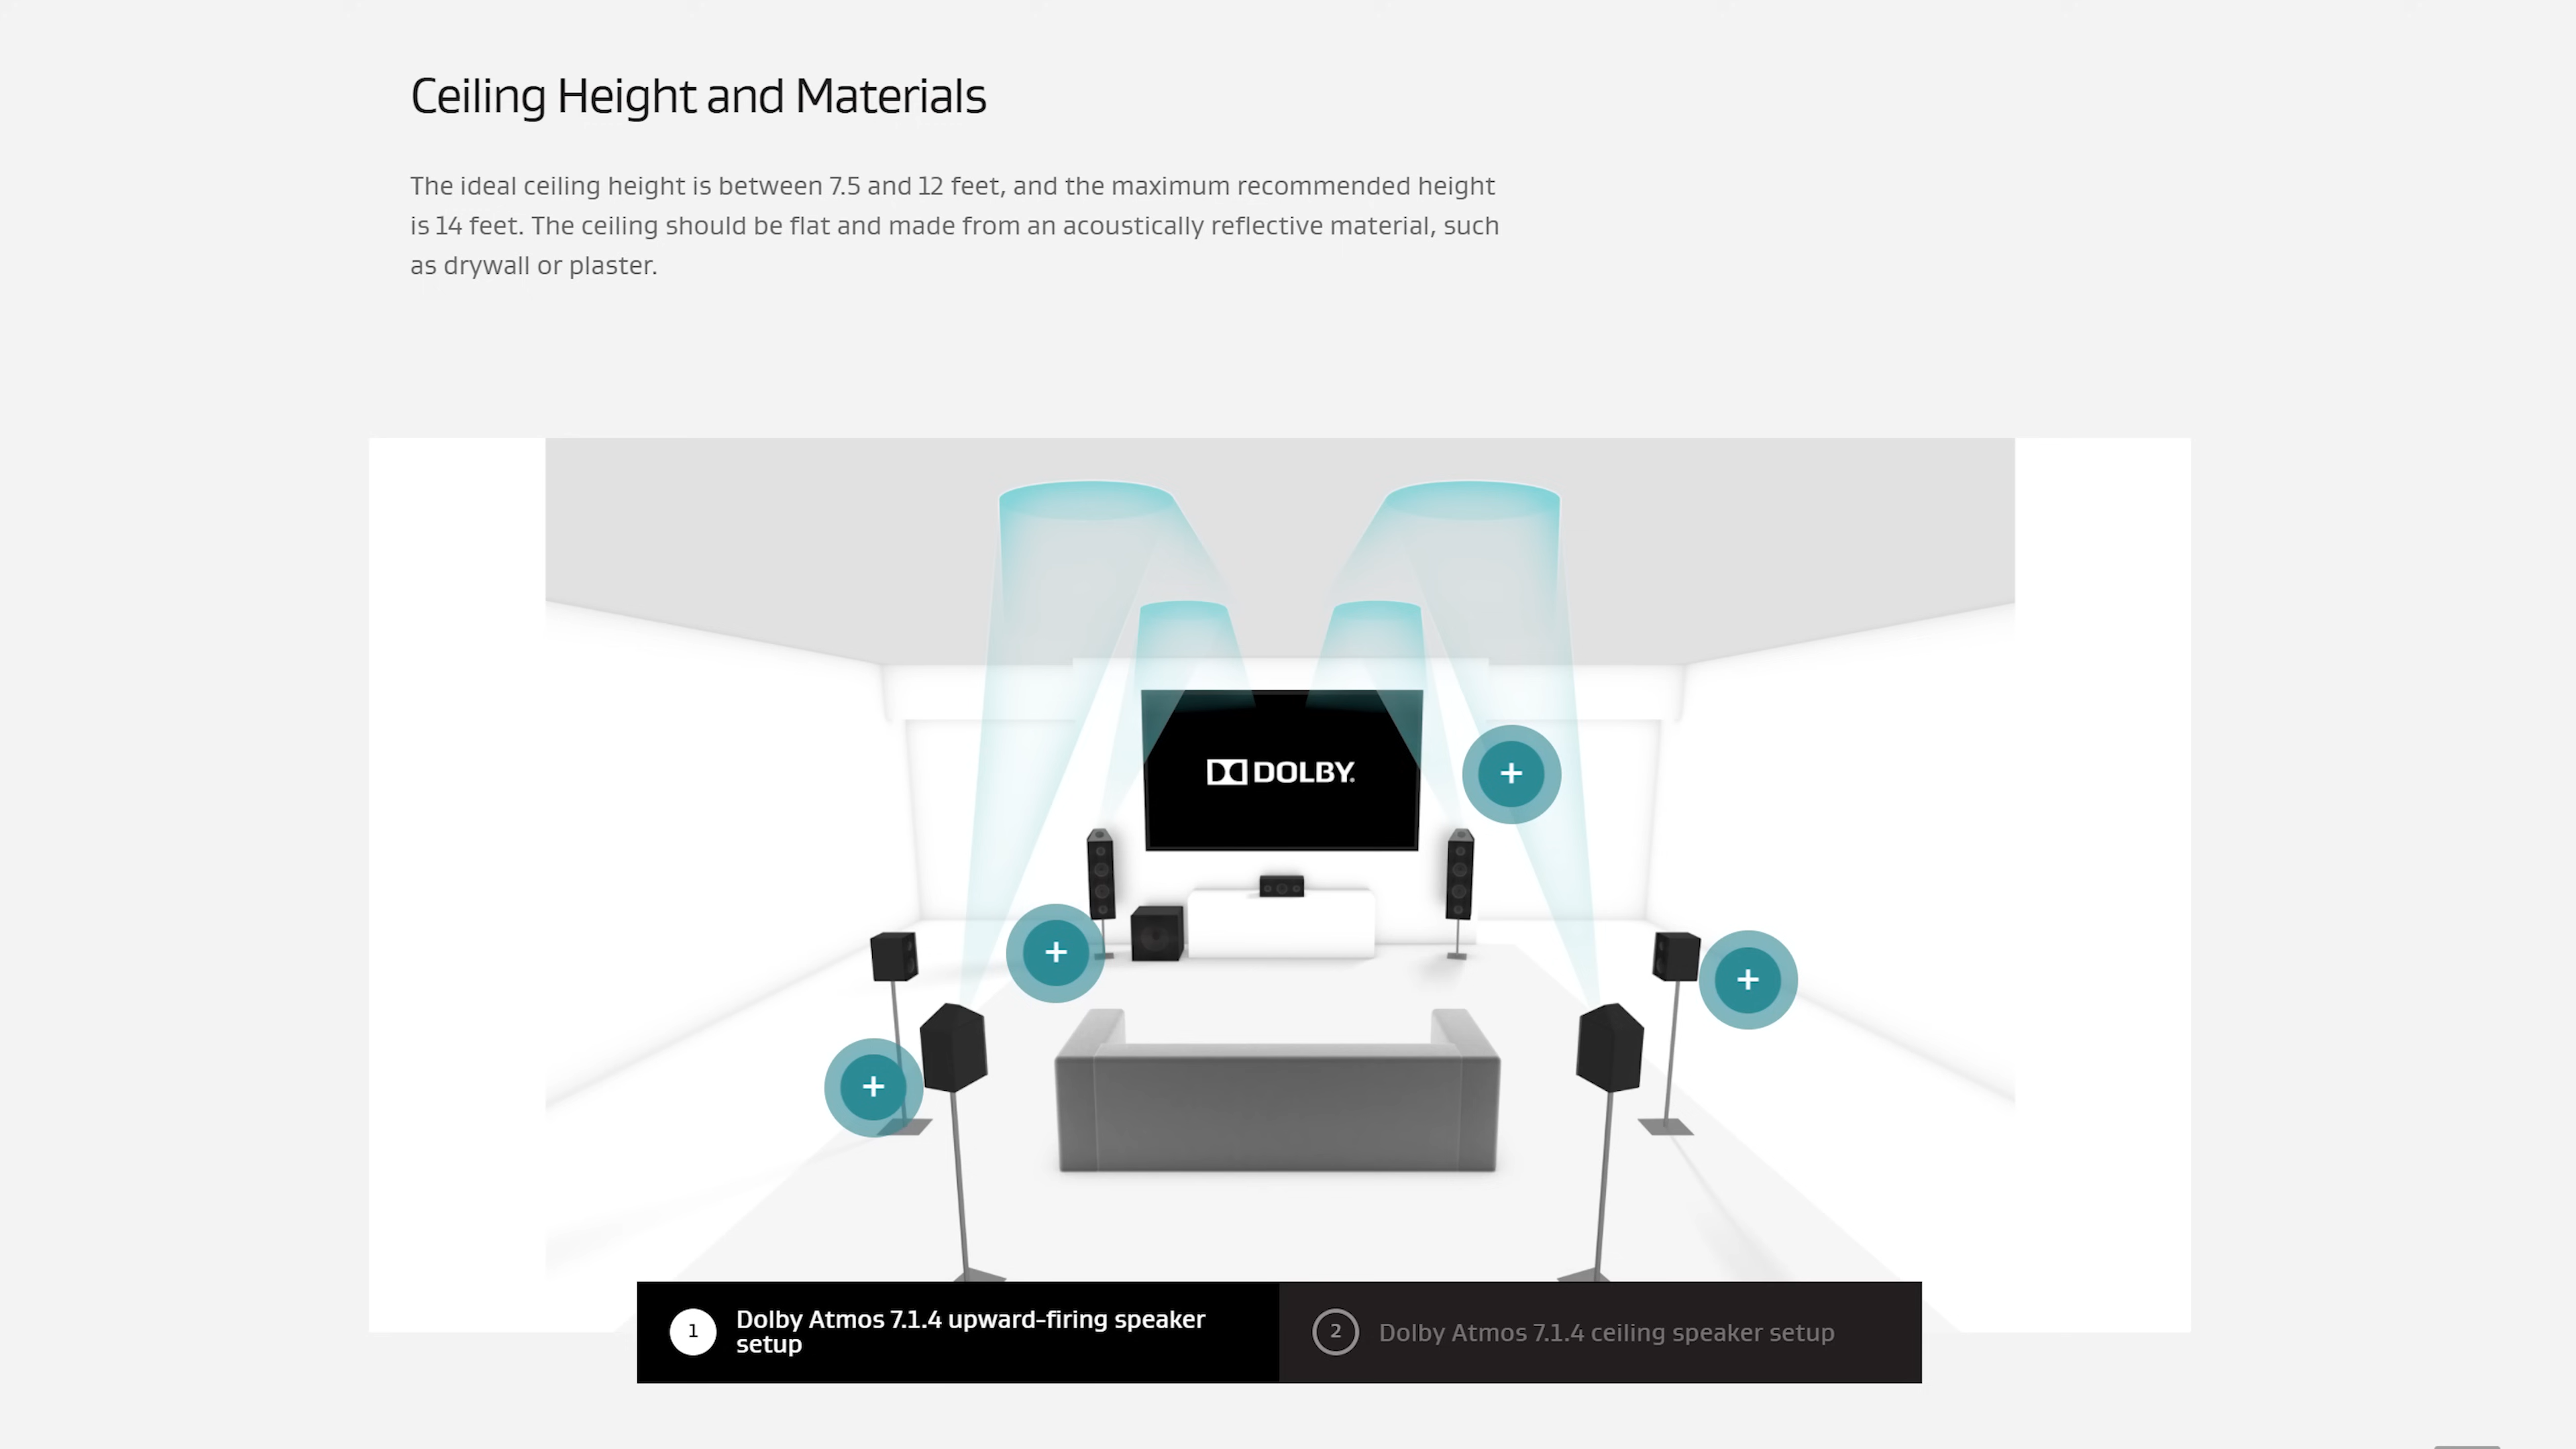 Ceiling Height and Materials
The ideal ceiling height is between 7.5 and 12 feet, and the maximum recommended height
is 14 feet. The ceiling should be flat and made from an acoustically reflective material, such
as drywall or plaster.
DOLBY.
+
+
+
+
1 Dolby Atmos 7.1.4 upward-firing speaker
setup
2 Dolby Atmos 7.1.4 ceiling speaker setup